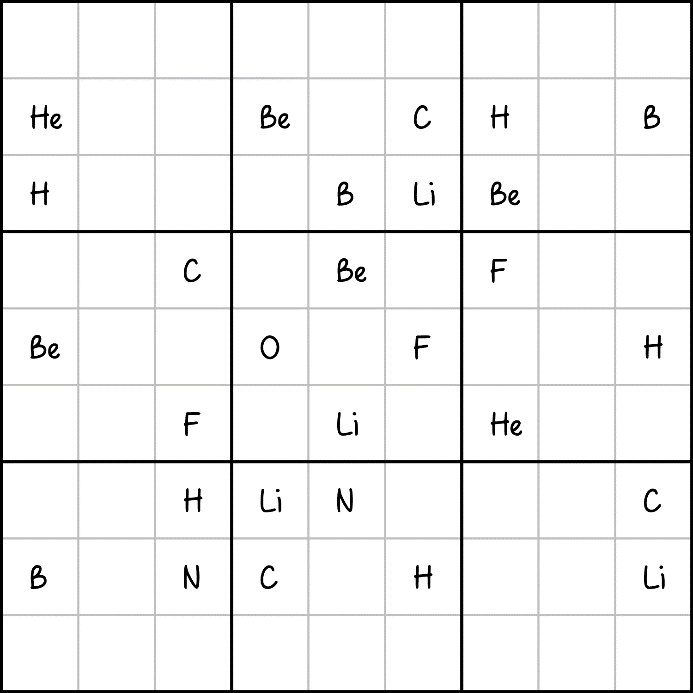 He Be C H B
H B Li Be
C Be F
Be O F H
F Li He
H Li N C
B N C H Li